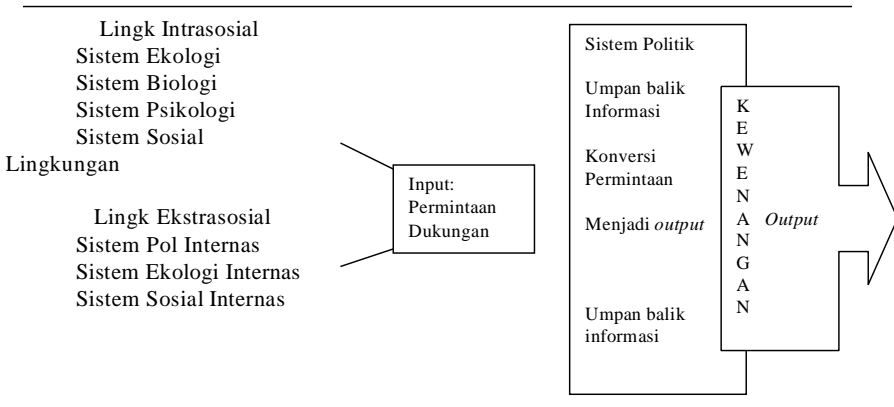 Lingk Intrasosial
Sistem Ekologi
Sistem Biologi
Sistem Psikologi
Sistem Sosial
Lingkungan
Lingk Ekstrasosial
Sistem Pol Internas
Sistem Ekologi Internas
Sistem Sosial Internas
Input:
Permintaan
Dukungan
Sistem Politik
Umpan balik
Informasi
Konversi
Permintaan
Menjadi output
Umpan balik
informasi
K
E
W
E
N
A
N
G
A
N
Output